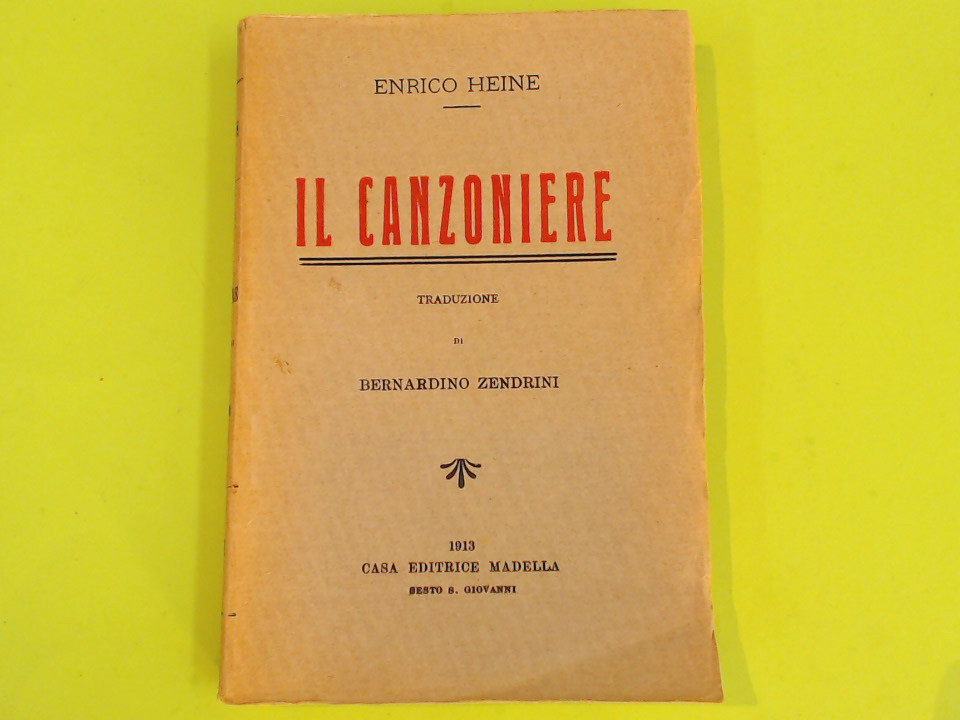 ENRICO HEINE
IL CANZONIERE
TRADUZIONE
DI
BERNARDINO ZENDRINI
1913
CASA EDITRICE MADELLA
SESTO S. GIOVANNI